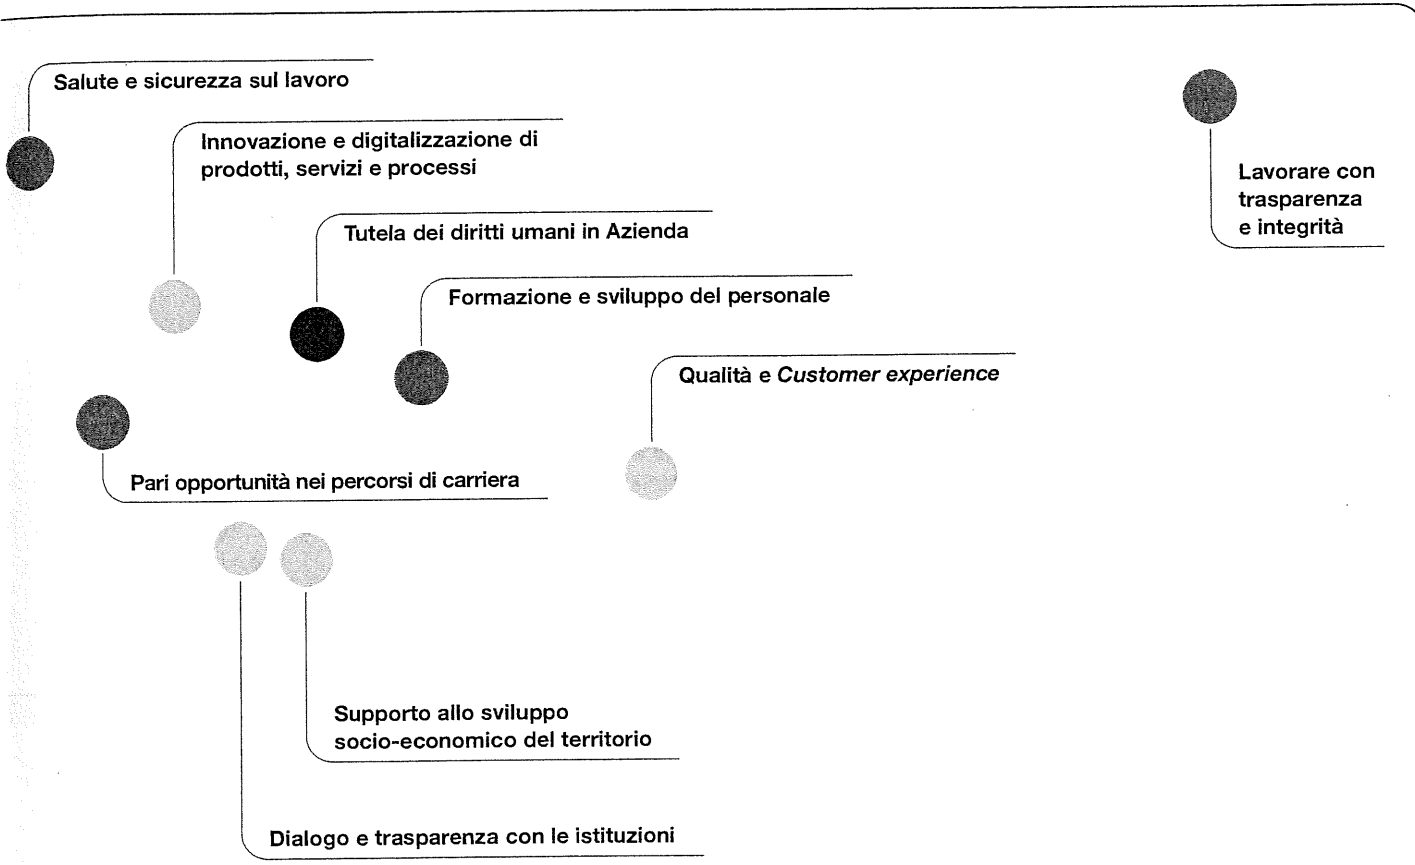 Salute e sicurezza sul lavoro
Innovazione e digitalizzazione di
prodotti, servizi e processi
Lavorare con
trasparenza
e integrità
Tutela dei diritti umani in Azienda
Formazione e sviluppo del personale
Qualità e Customer experience
Pari opportunità nei percorsi di carriera
Supporto allo sviluppo
socio-economico del territorio
Dialogo e trasparenza con le istituzioni